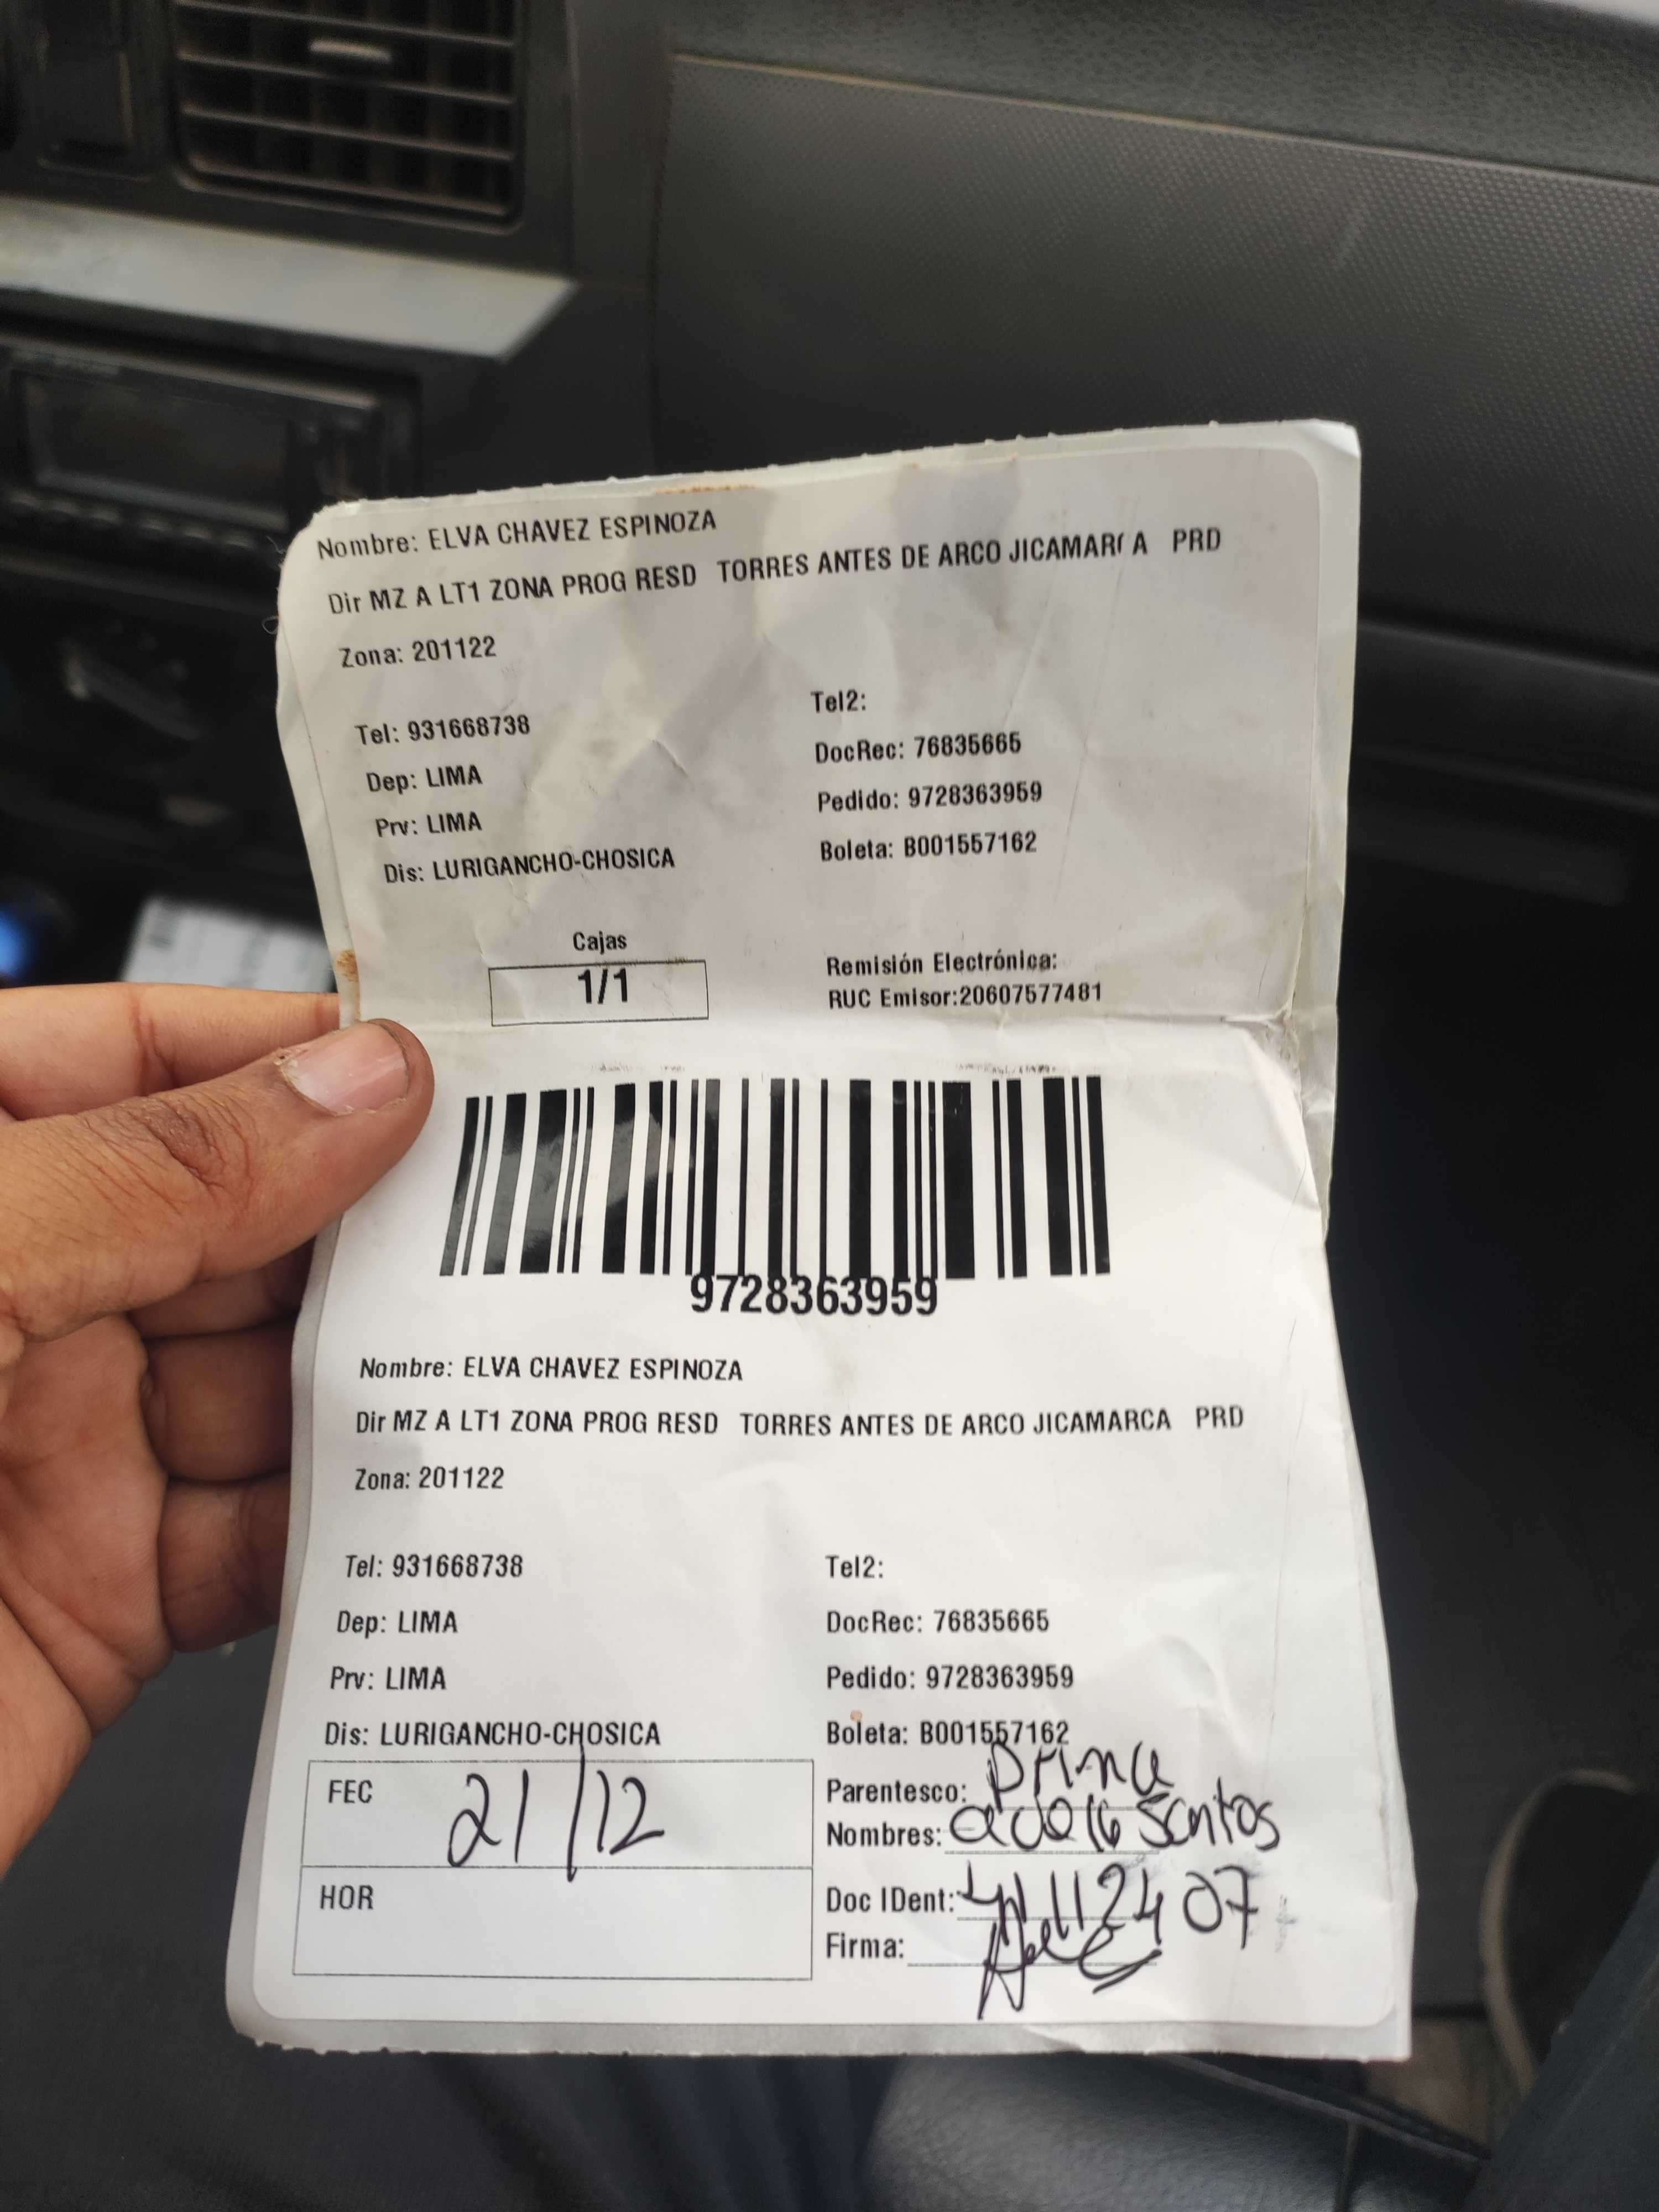 Nombre: ELVA CHAVEZ ESPINOZA
Dir MZ A LT1 ZONA PROG RESD TORRES ANTES DE ARCO JICAMARCA PRD
Zona: 201122
Tel: 931668738
Tel2:
Dep: LIMA
DocRec: 76835665
Prv: LIMA
Pedido: 9728363959
Dis: LURIGANCHO-CHOSICA
Boleta: B001557162
Cajas
1/1
Remisión Electrónica:
RUC Emisor:20607577481
9728363959
Nombre: ELVA CHAVEZ ESPINOZA
Dir MZ A LT1 ZONA PROG RESD TORRES ANTES DE ARCO JICAMARCA PRD
Zona: 201122
Tel: 931668738
Tel2:
Dep: LIMA
DocRec: 76835665
Prv: LIMA
Pedido: 9728363959
Dis: LURIGANCHO-CHOSICA
Boleta: B001557162
FEC 21/12
HOR
Parentesco: prima
Nombres: Santos
Doc IDent:
Firma: